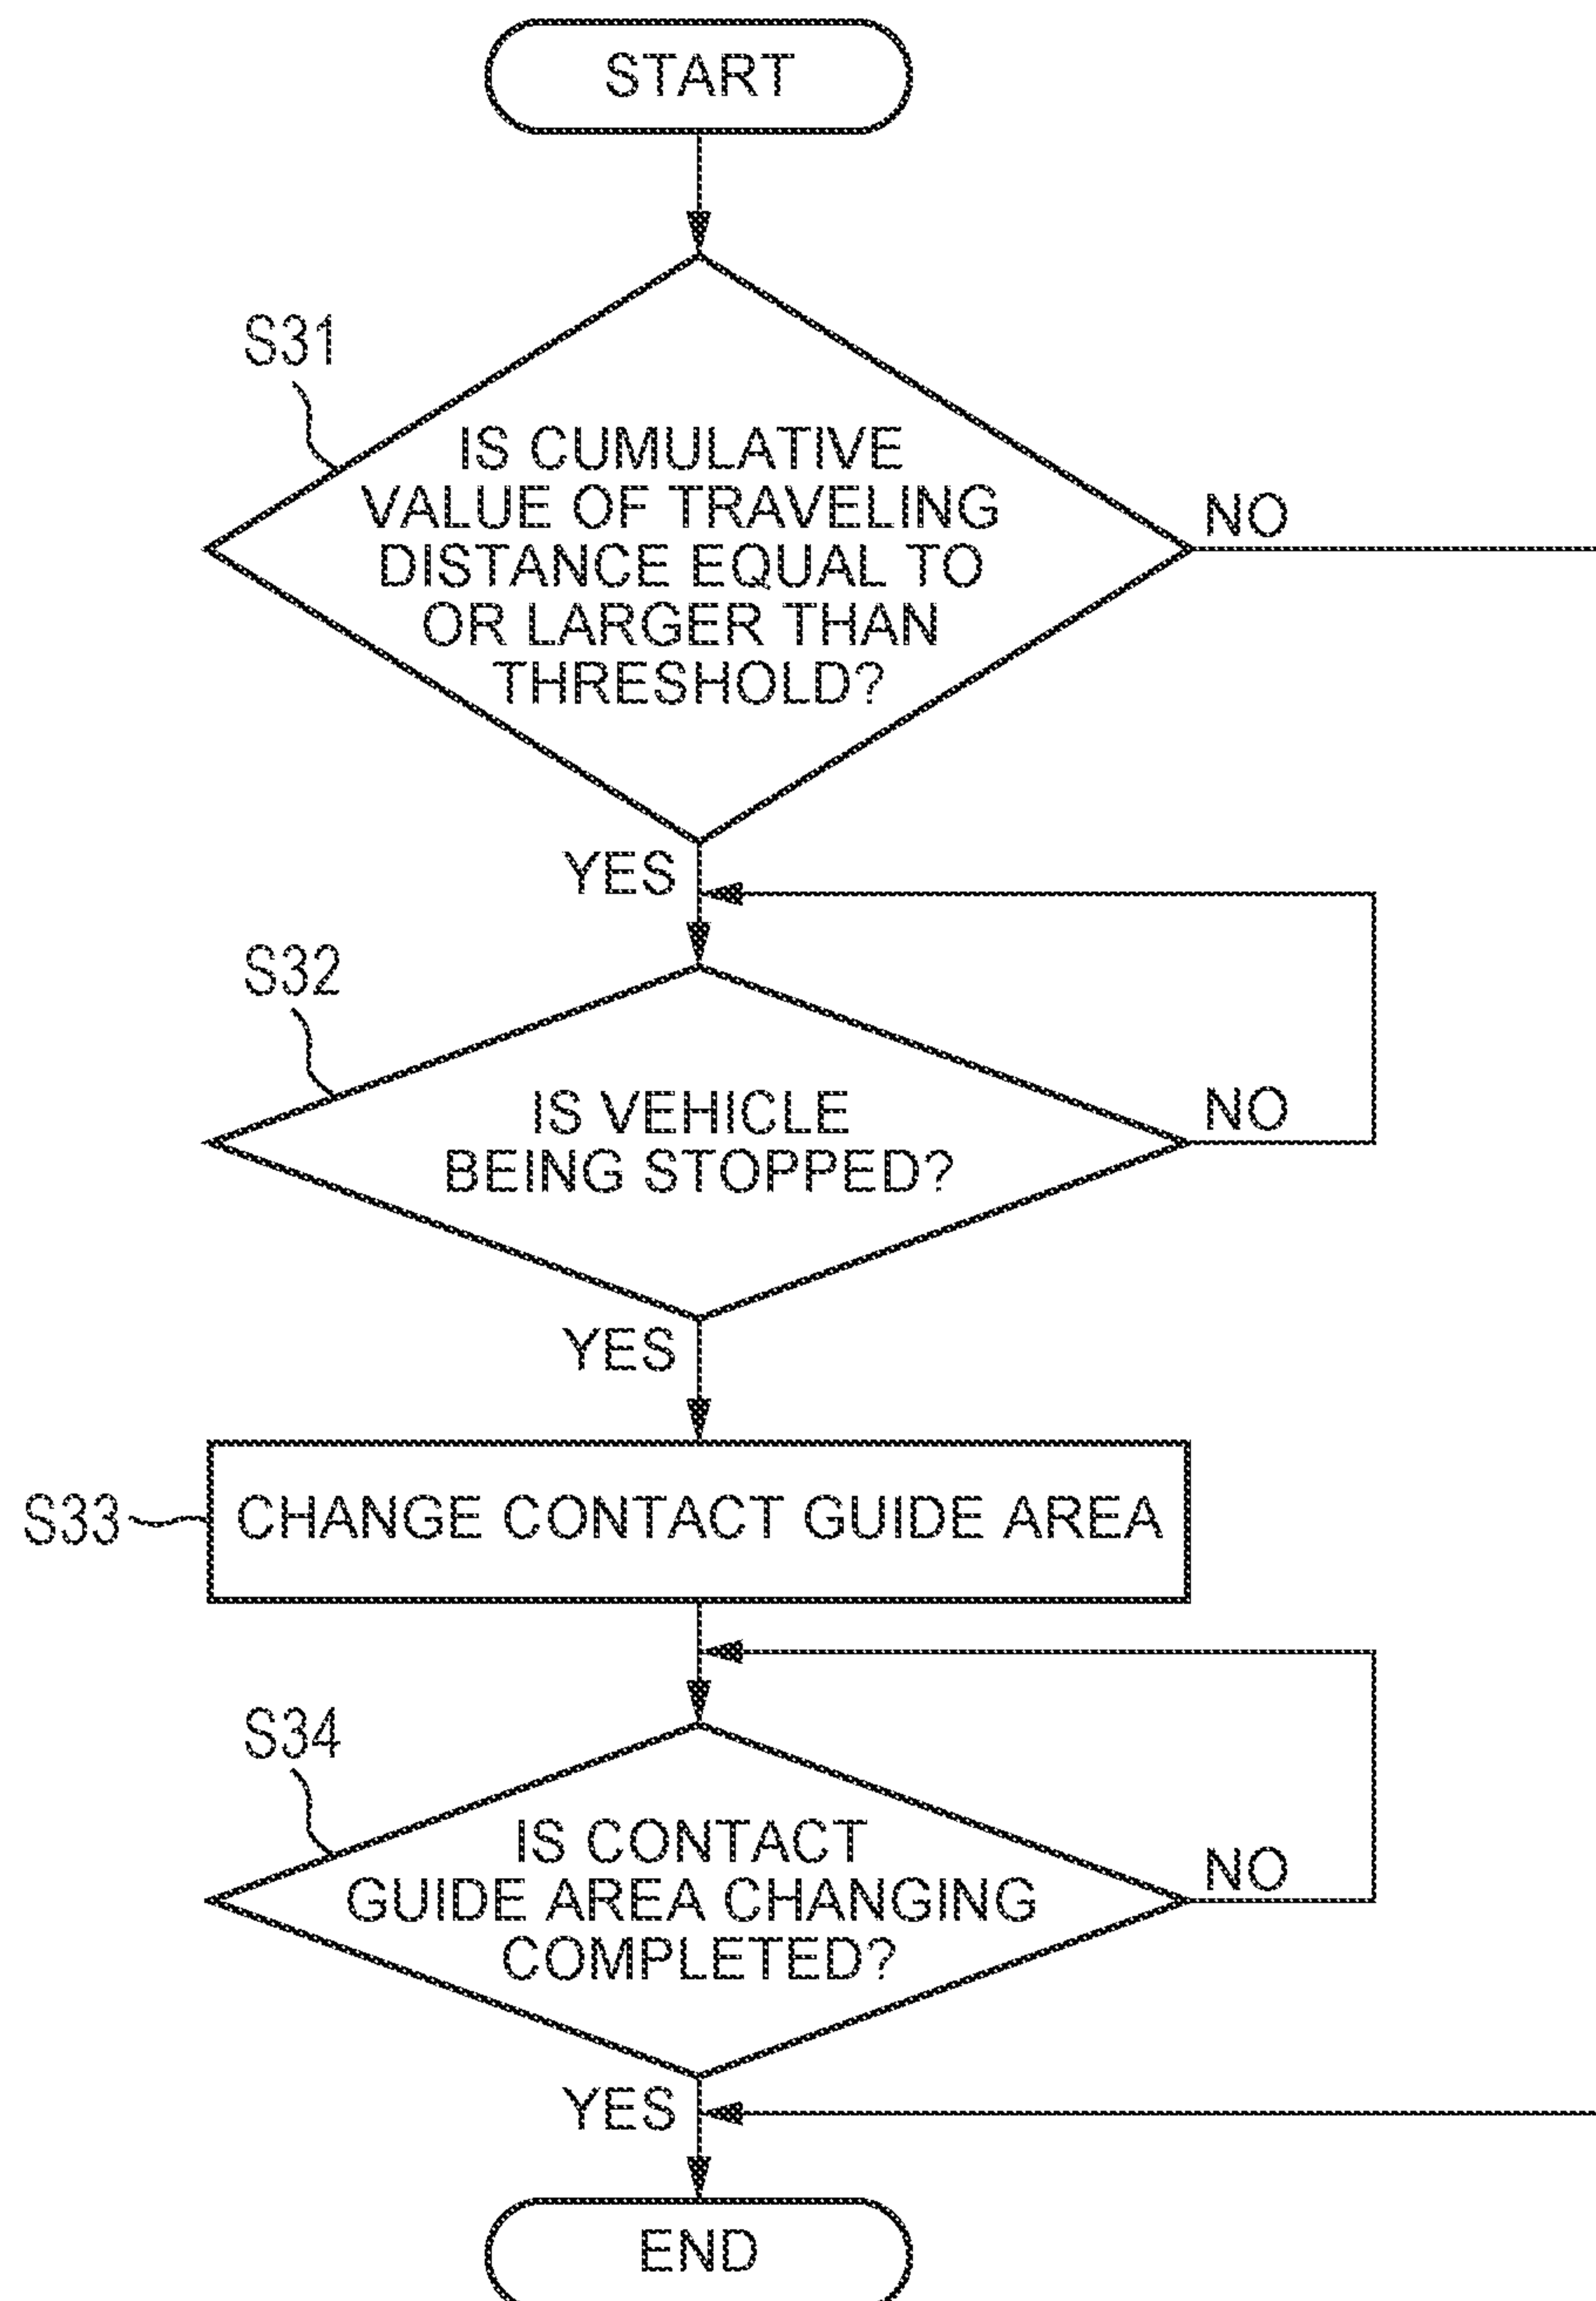 START
S31
IS CUMULATIVE
VALUE OF TRAVELING
DISTANCE EQUAL TO
OR LARGER THAN
THRESHOLD?
NO
YES
S32
IS VEHICLE
BEING STOPPED?
NO
YES
S33
CHANGE CONTACT GUIDE AREA
S34
IS CONTACT
GUIDE AREA CHANGING
COMPLETED?
NO
YES
END